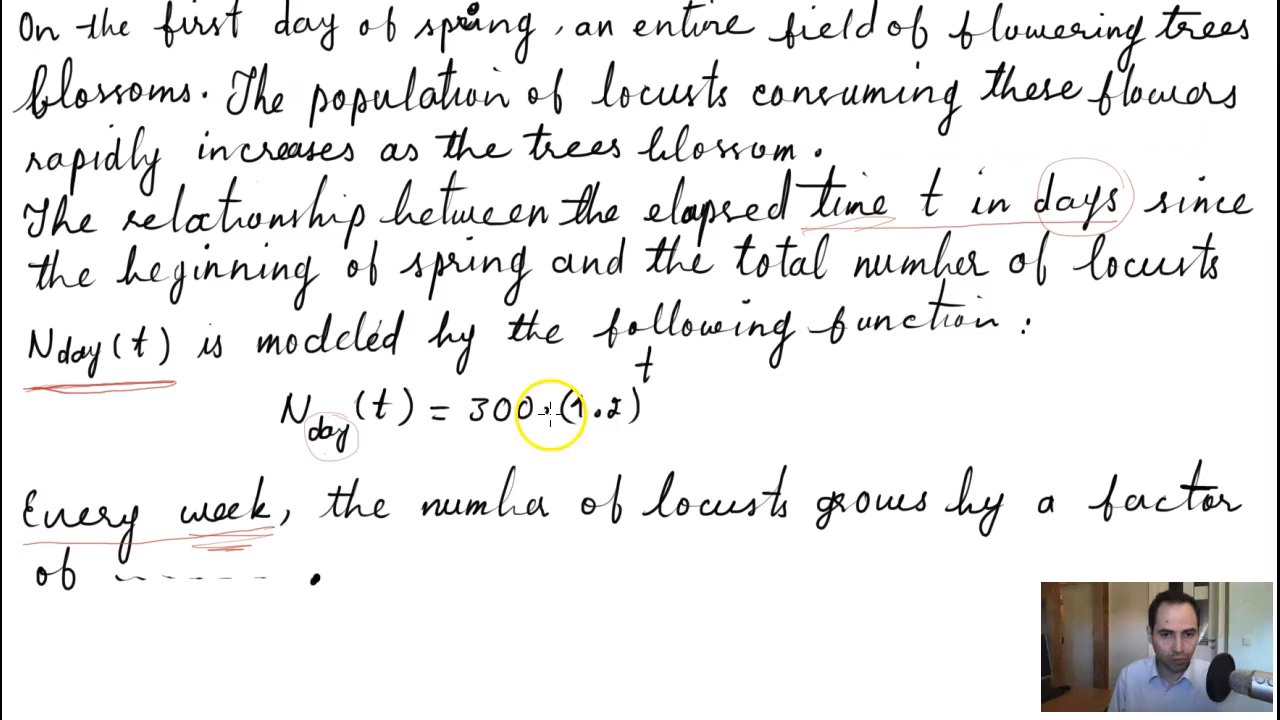 On the first day of spring, an entire field of flowering trees
blossoms. The population of locusts consuming these flowers
rapidly increases as the trees blossom.
The relationship between the elapsed time t in days since
the beginning of spring and the total number of locusts
Nday(t) is modeled by the following function:
Nday(t) = 300·(1.2)^t
Every week, the number of locusts grows by a factor
of ------ .